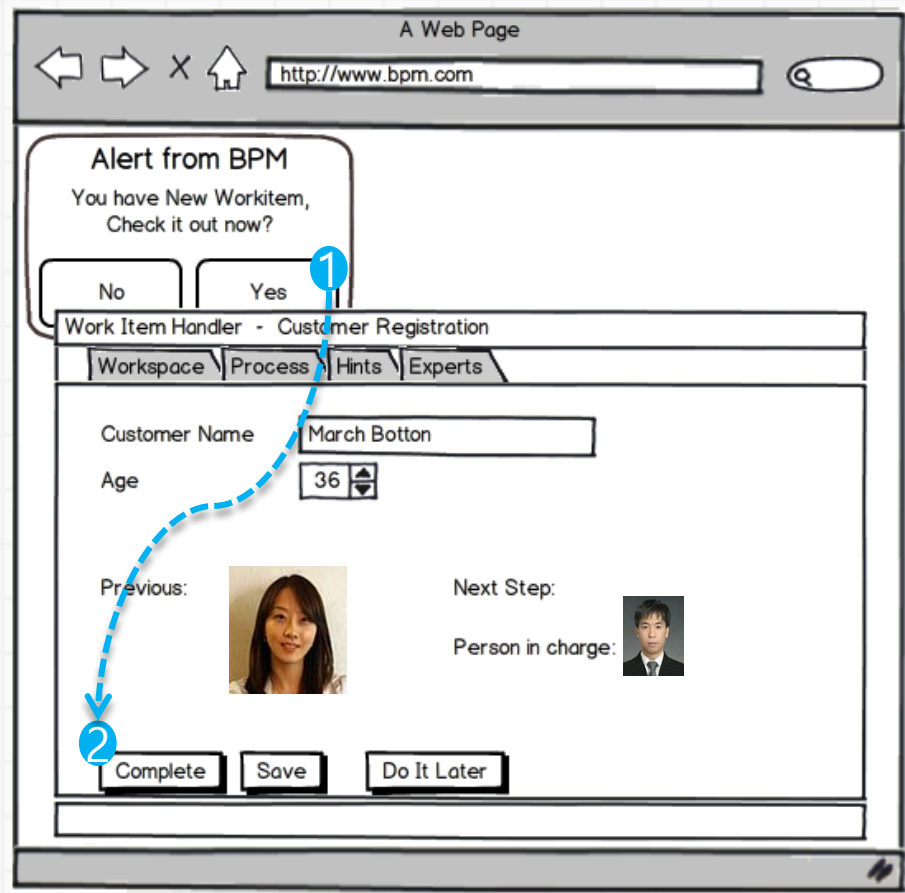 A Web Page
http://www.bpm.com
Alert from BPM
You have New Workitem,
Check it out now?
1
No Yes
Work Item Handler - Customer Registration
Workspace Process Hints Experts
Customer Name March Botton
Age 36
Previous: Next Step:
Person in charge:
2
Complete Save Do It Later